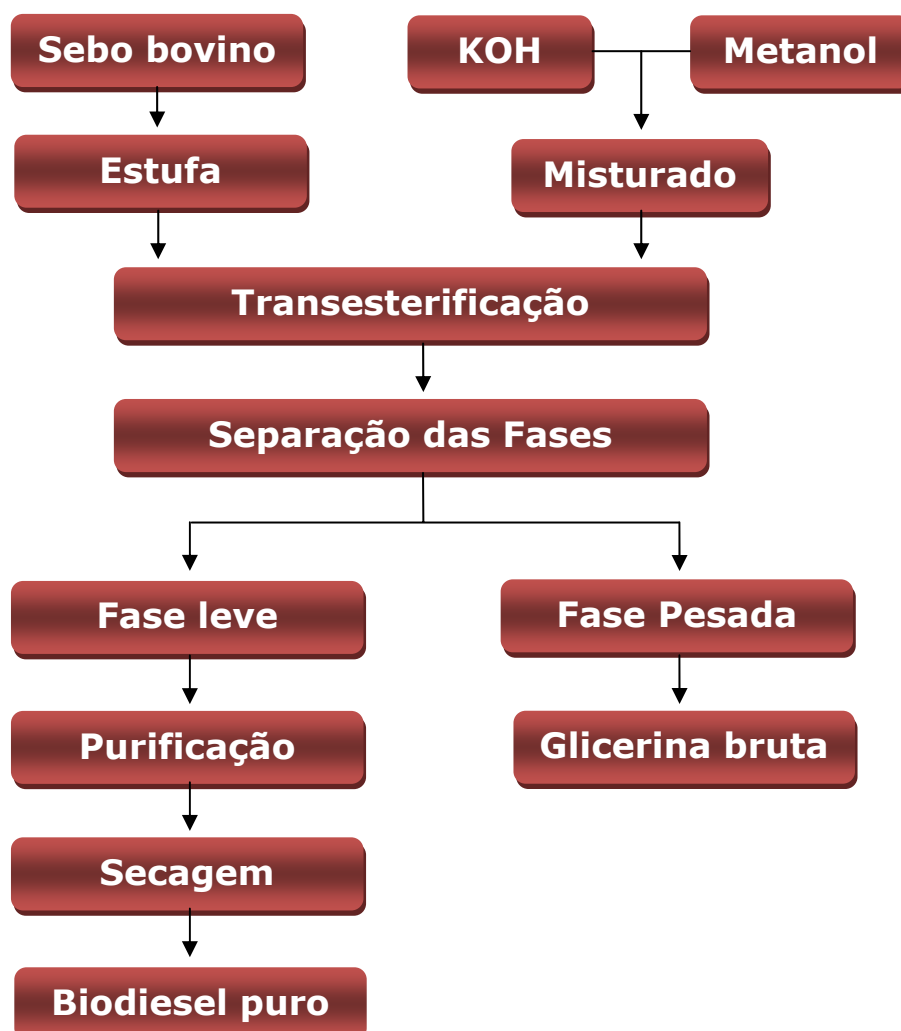 Sebo bovino
KOH
Metanol
Estufa
Misturado
Transesterificação
Separação das Fases
Fase leve
Fase Pesada
Purificação
Glicerina bruta
Secagem
Biodiesel puro